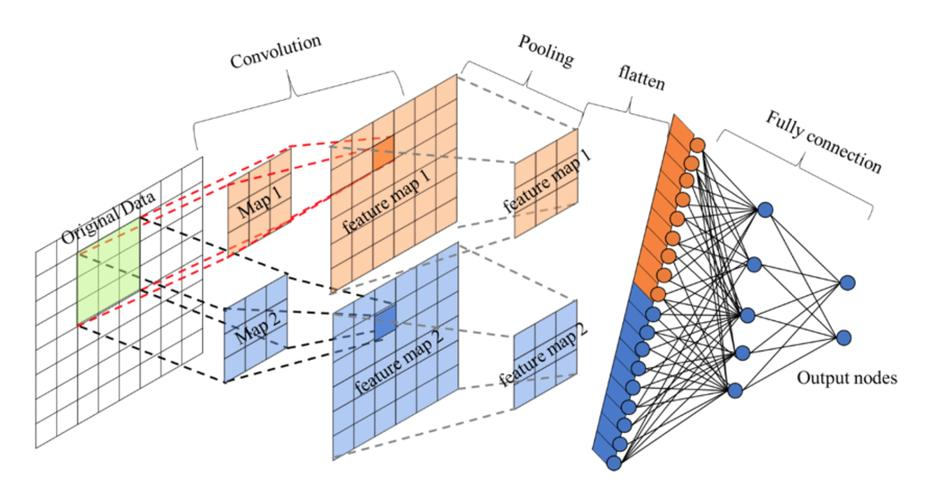 Convolution
Pooling
flatten
Fully connection
Original Data
Map 1
feature map 1
feature map 1
Map 2
feature map 2
feature map 2
Output nodes